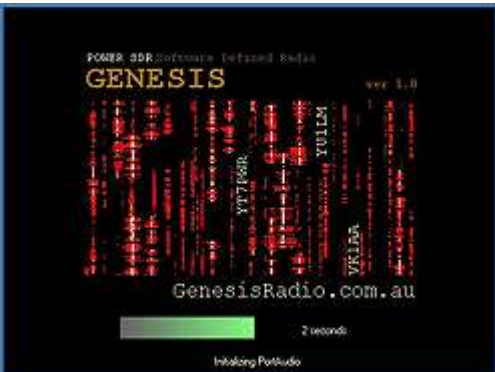 POWER SDR Software Defined Radio
GENESIS
ver 1.0
YU1LM
YT7PWR
VK1AA
GenesisRadio.com.au
2 seconds
Initializing PortAudio